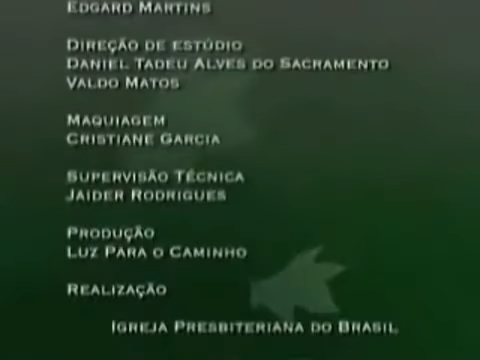 Edgard Martins
Direção de estúdio
Daniel Tadeu Alves do Sacramento
Valdo Matos
Maquiagem
Cristiane Garcia
Supervisão Técnica
Jaider Rodrigues
Produção
Luz Para o Caminho
Realização
Igreja Presbiteriana do Brasil